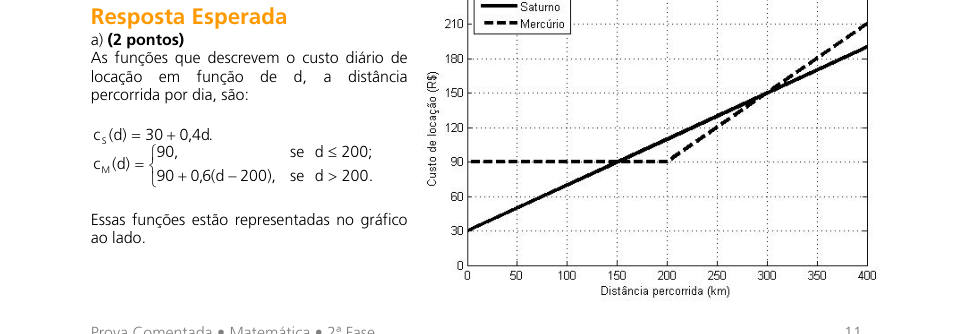 Resposta Esperada
a) (2 pontos)
As funções que descrevem o custo diário de
locação em função de d, a distância
percorrida por dia, são:
c_S(d) = 30 + 0,4d.
c_M(d) = {90, se d ≤ 200;
90 + 0,6(d – 200), se d > 200.
Essas funções estão representadas no gráfico
ao lado.
Saturno
Mercúrio
Custo de locação (R$)
210
180
150
120
90
60
30
0
0 50 100 150 200 250 300 350 400
Distância percorrida (km)
Prova Comentada • Matemática • 2ª Fase
11